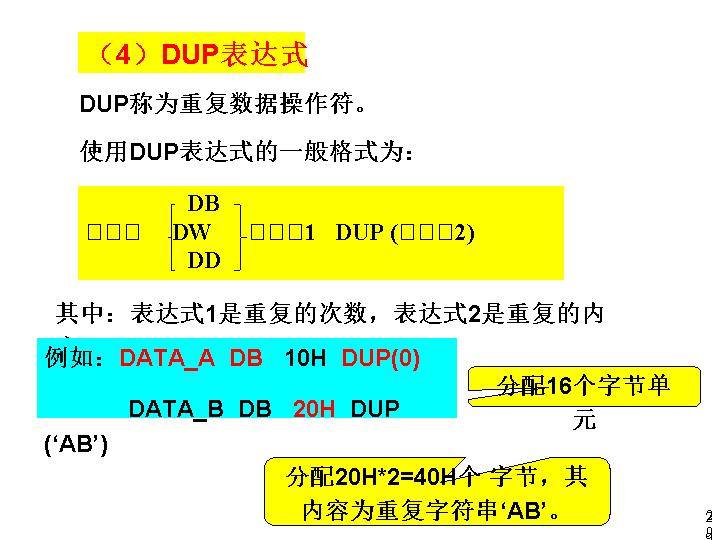 （4）DUP表达式
DUP称为重复数据操作符。
使用DUP表达式的一般格式为：
DB
□□□ DW □□□1 DUP (□□□2)
DD
其中：表达式1是重复的次数，表达式2是重复的内
例如：DATA_A DB 10H DUP(0)
分配16个字节单
元
DATA_B DB 20H DUP
(‘AB’)
分配20H*2=40H个 字节，其
内容为重复字符串‘AB’。